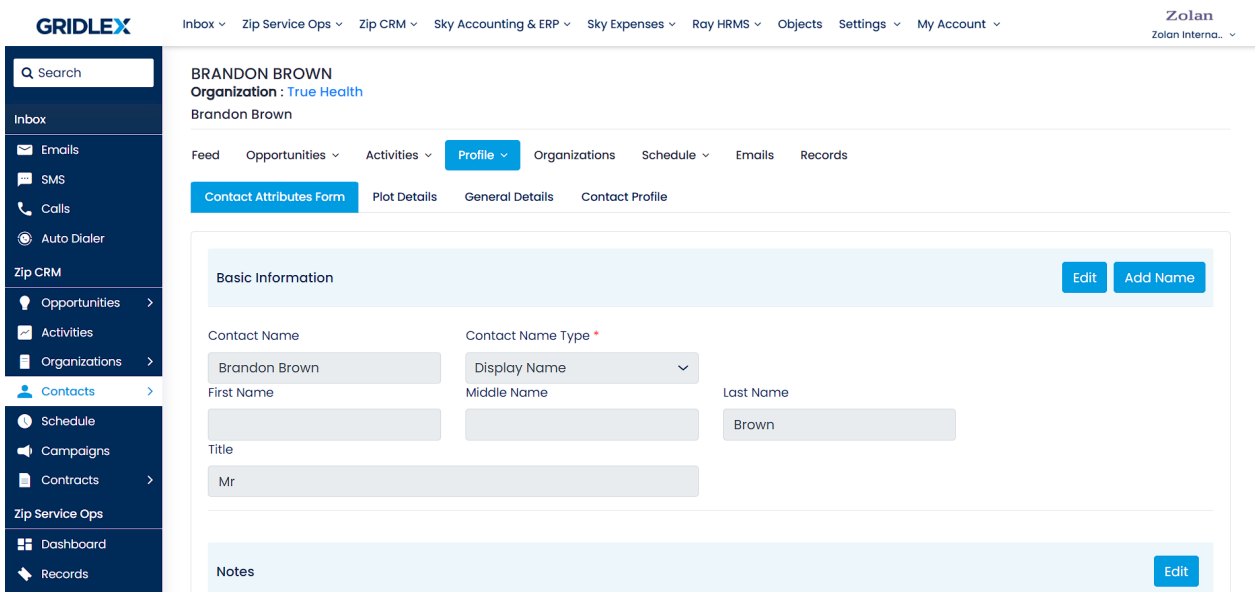 GRIDLEX
Inbox Zip Service Ops Zip CRM Sky Accounting & ERP Sky Expenses Ray HRMS Objects Settings My Account
Zolan
Zolan Interna..
Search
Inbox
Emails
SMS
Calls
Auto Dialer
Zip CRM
Opportunities
Activities
Organizations
Contacts
Schedule
Campaigns
Contracts
Zip Service Ops
Dashboard
Records
BRANDON BROWN
Organization : True Health
Brandon Brown
Feed Opportunities Activities Profile Organizations Schedule Emails Records
Contact Attributes Form Plot Details General Details Contact Profile
Basic Information Edit Add Name
Contact Name Contact Name Type *
Brandon Brown Display Name
First Name Middle Name Last Name
Brown
Title
Mr
Notes Edit